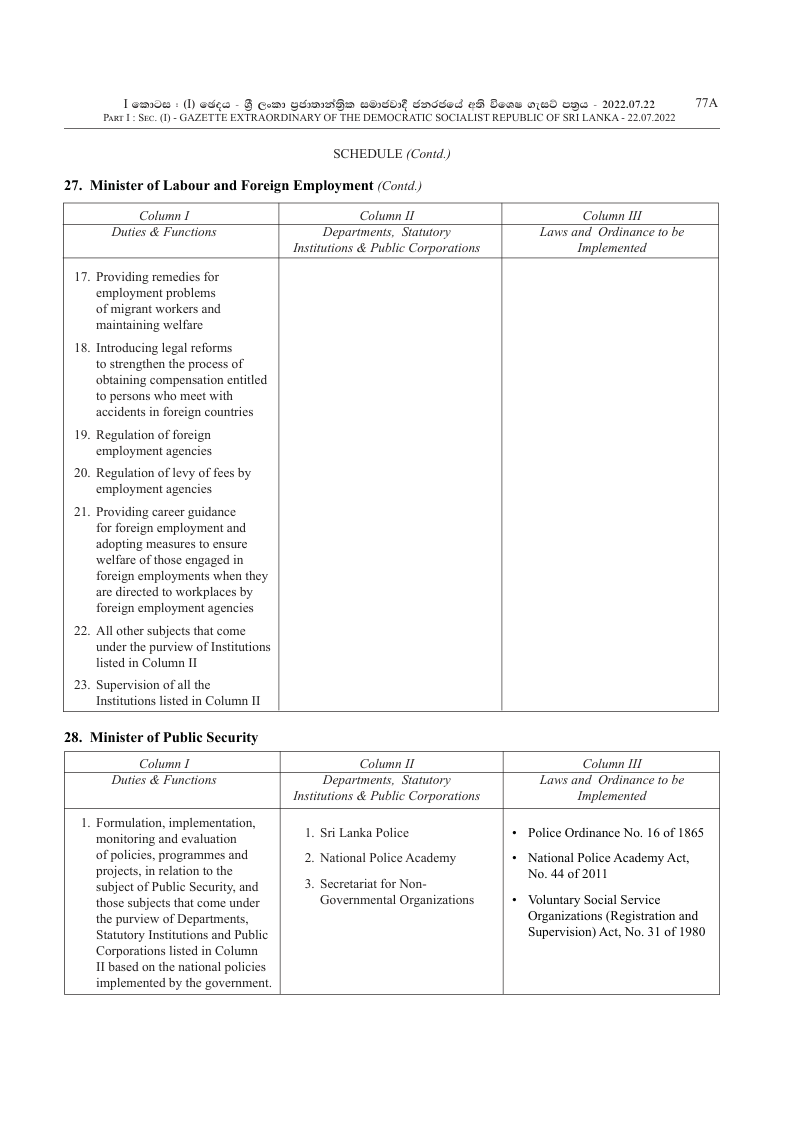 I කොටස : (I) ඡෙදය - ශ්‍රී ලංකා ප්‍රජාතාන්ත්‍රික සමාජවාදී ජනරජයේ අති විශෙෂ ගැසට් පත්‍රය - 2022.07.22
77A
PART I : SEC. (I) - GAZETTE EXTRAORDINARY OF THE DEMOCRATIC SOCIALIST REPUBLIC OF SRI LANKA - 22.07.2022
SCHEDULE (Contd.)
27. Minister of Labour and Foreign Employment (Contd.)
Column I
Column II
Column III
Duties & Functions
Departments, Statutory
Institutions & Public Corporations
Laws and Ordinance to be
Implemented
17. Providing remedies for
employment problems
of migrant workers and
maintaining welfare
18. Introducing legal reforms
to strengthen the process of
obtaining compensation entitled
to persons who meet with
accidents in foreign countries
19. Regulation of foreign
employment agencies
20. Regulation of levy of fees by
employment agencies
21. Providing career guidance
for foreign employment and
adopting measures to ensure
welfare of those engaged in
foreign employments when they
are directed to workplaces by
foreign employment agencies
22. All other subjects that come
under the purview of Institutions
listed in Column II
23. Supervision of all the
Institutions listed in Column II
28. Minister of Public Security
Column I
Column II
Column III
Duties & Functions
Departments, Statutory
Institutions & Public Corporations
Laws and Ordinance to be
Implemented
1. Formulation, implementation,
monitoring and evaluation
of policies, programmes and
projects, in relation to the
subject of Public Security, and
those subjects that come under
the purview of Departments,
Statutory Institutions and Public
Corporations listed in Column
II based on the national policies
implemented by the government.
1. Sri Lanka Police
2. National Police Academy
3. Secretariat for Non-
Governmental Organizations
• Police Ordinance No. 16 of 1865
• National Police Academy Act,
No. 44 of 2011
• Voluntary Social Service
Organizations (Registration and
Supervision) Act, No. 31 of 1980